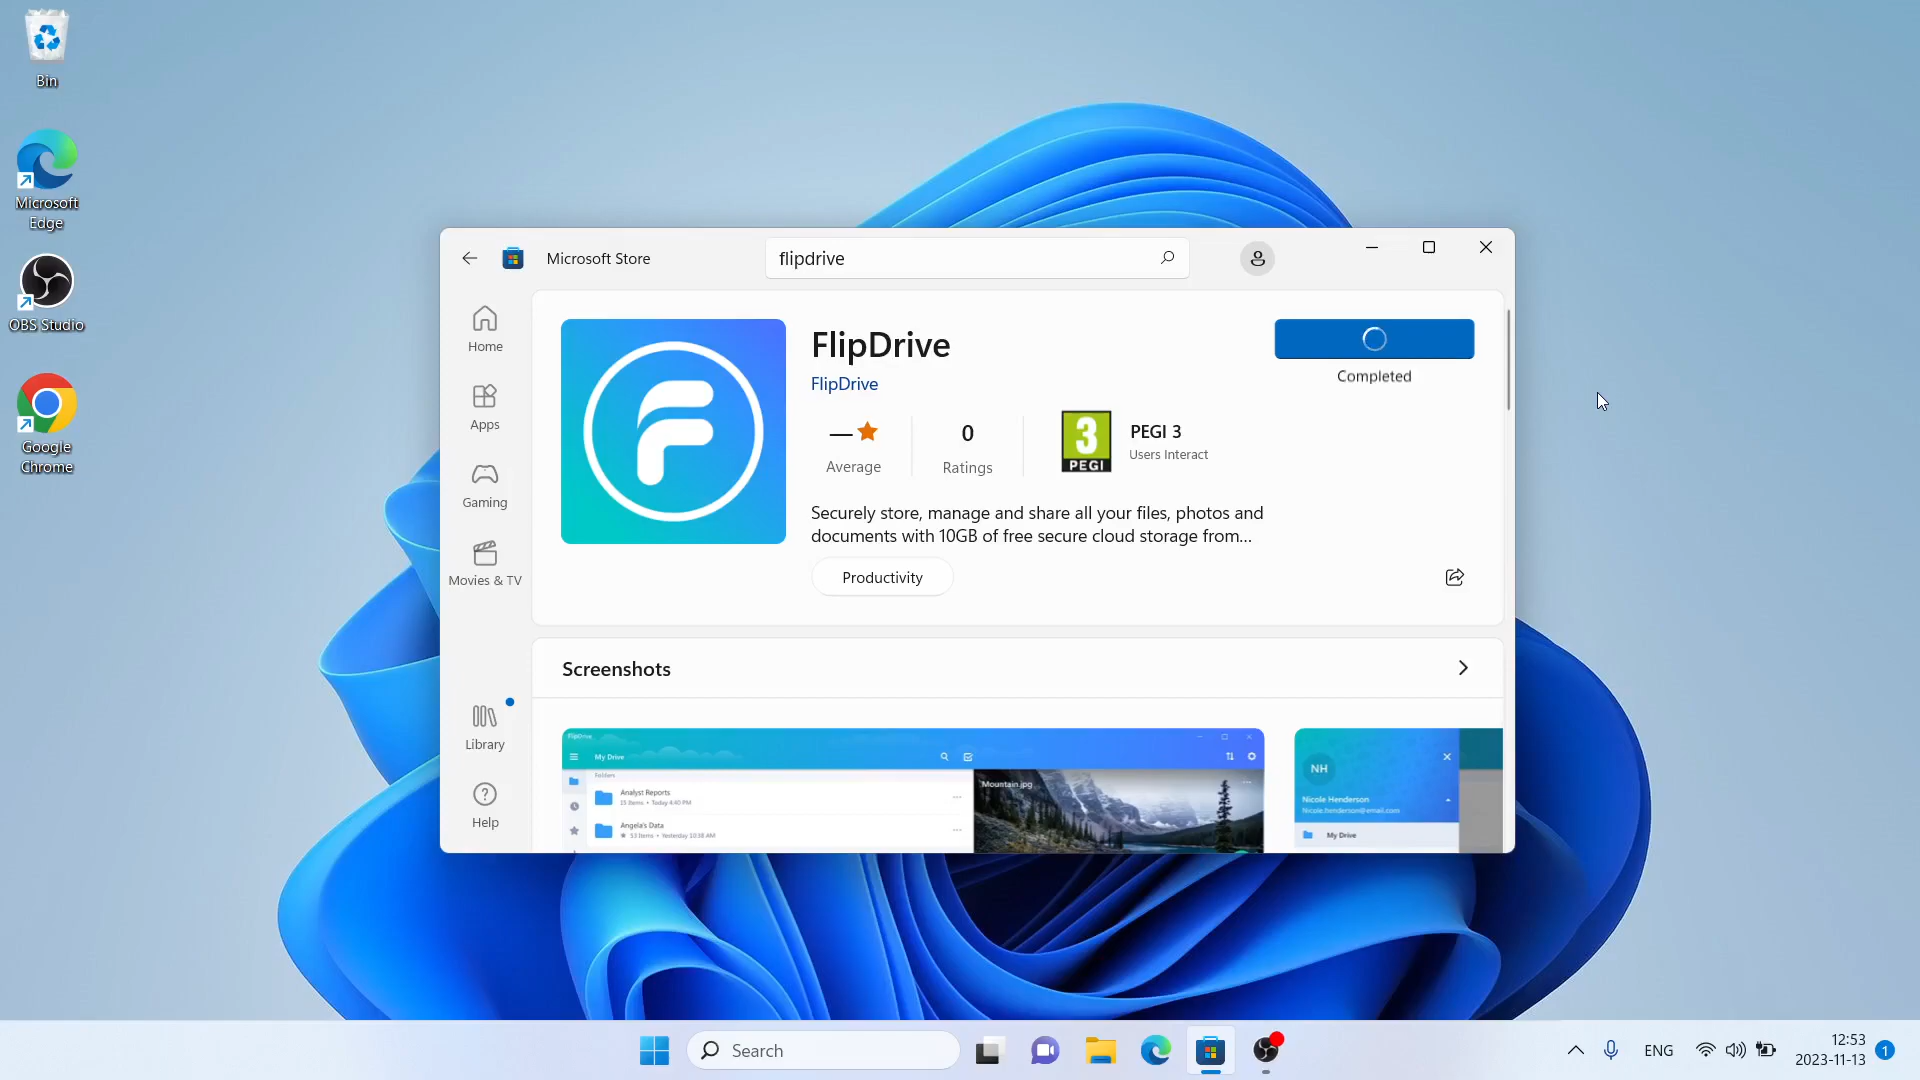 Bin
Microsoft
Edge
OBS Studio
Google
Chrome
Microsoft Store
flipdrive
Home
Apps
Gaming
Movies & TV
Library
Help
FlipDrive
FlipDrive
Completed
—
Average
0
Ratings
3
PEGI
PEGI 3
Users Interact
Securely store, manage and share all your files, photos and
documents with 10GB of free secure cloud storage from...
Productivity
Screenshots
FlipDrive
My Drive
Folders
Analyst Reports
15 Items • Today 4:40 PM
Angela's Data
53 Items • Yesterday 10:38 AM
Mountain.jpg
NH
Nicole Henderson
Nicole.henderson@email.com
My Drive
Search
ENG
12:53
2023-11-13
1